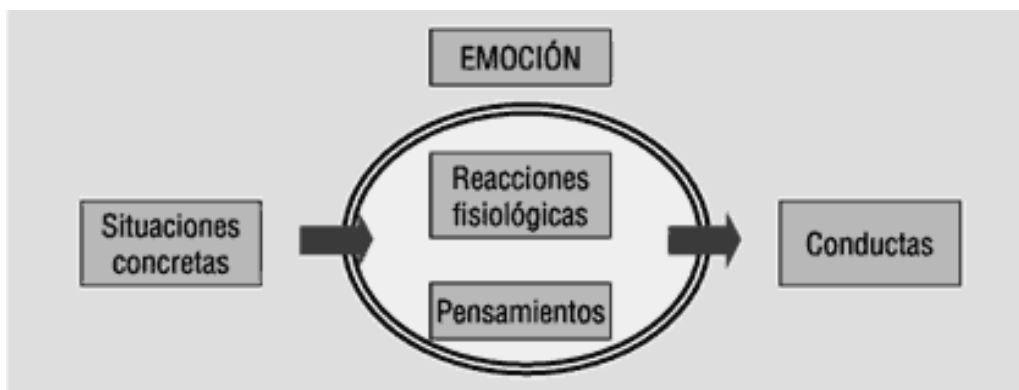 EMOCIÓN
Reacciones
fisiológicas
Situaciones
concretas
Conductas
Pensamientos